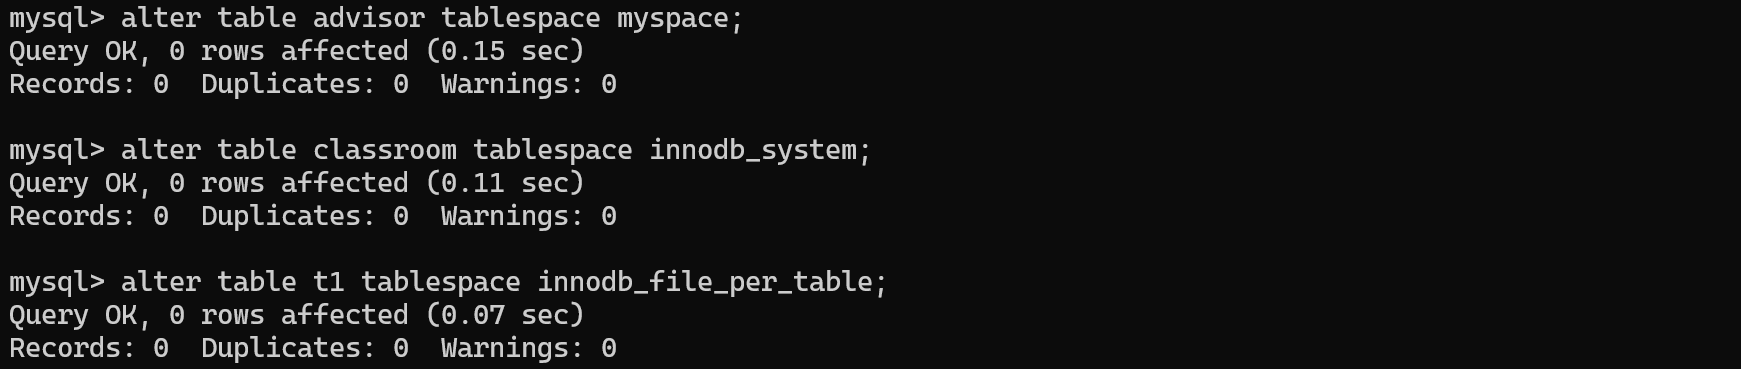 mysql> alter table advisor tablespace myspace;
Query OK, 0 rows affected (0.15 sec)
Records: 0  Duplicates: 0  Warnings: 0

mysql> alter table classroom tablespace innodb_system;
Query OK, 0 rows affected (0.11 sec)
Records: 0  Duplicates: 0  Warnings: 0

mysql> alter table t1 tablespace innodb_file_per_table;
Query OK, 0 rows affected (0.07 sec)
Records: 0  Duplicates: 0  Warnings: 0